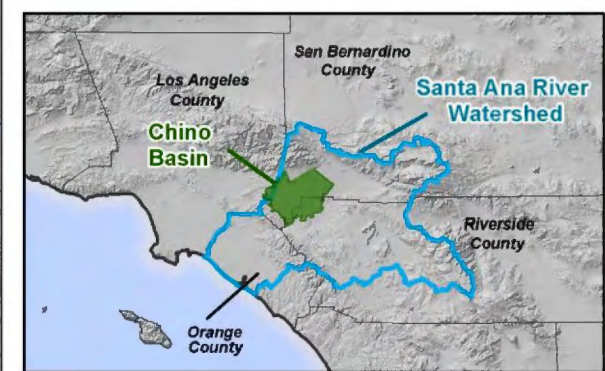 San Bernardino
County
Los Angeles
County
Santa Ana River
Watershed
Chino
Basin
Riverside
County
Orange
County